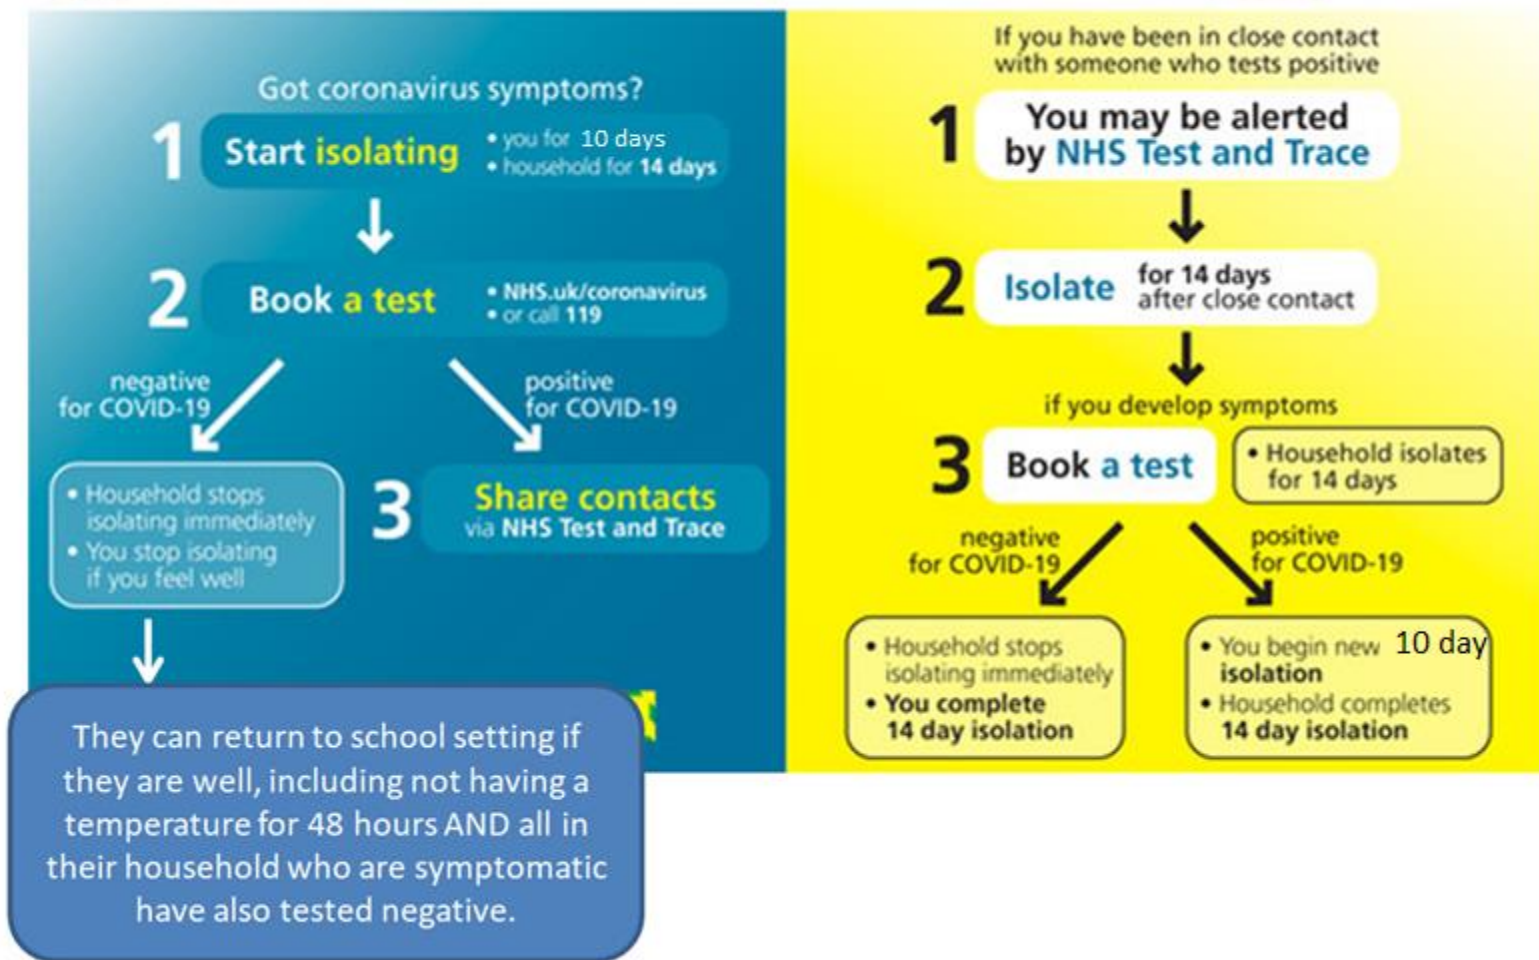 Got coronavirus symptoms?
1 Start isolating
• you for 10 days
• household for 14 days
2 Book a test
• NHS.uk/coronavirus
• or call 119
negative
for COVID-19
positive
for COVID-19
• Household stops
isolating immediately
• You stop isolating
if you feel well
3 Share contacts
via NHS Test and Trace
They can return to school setting if
they are well, including not having a
temperature for 48 hours AND all in
their household who are symptomatic
have also tested negative.
If you have been in close contact
with someone who tests positive
1 You may be alerted
by NHS Test and Trace
2 Isolate for 14 days
after close contact
if you develop symptoms
3 Book a test
• Household isolates
for 14 days
negative
for COVID-19
positive
for COVID-19
• Household stops
isolating immediately
• You complete
14 day isolation
• You begin new 10 day
isolation
• Household completes
14 day isolation